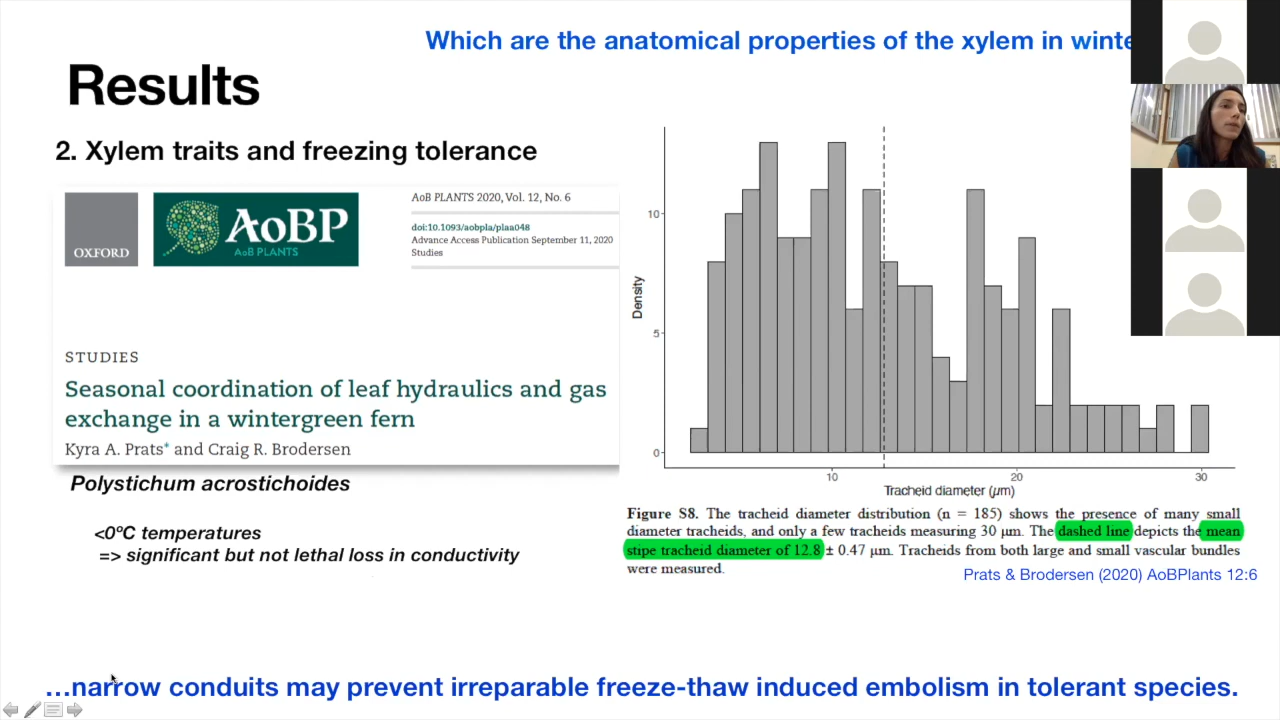 Which are the anatomical properties of the xylem in winte
Results
2. Xylem traits and freezing tolerance
OXFORD
AoBP
AoB PLANTS
AoB PLANTS 2020, Vol. 12, No. 6
doi:10.1093/aobpla/plaa048
Advance Access Publication September 11, 2020
Studies
STUDIES
Seasonal coordination of leaf hydraulics and gas
exchange in a wintergreen fern
Kyra A. Prats* and Craig R. Brodersen
Polystichum acrostichoides
<0ºC temperatures
=> significant but not lethal loss in conductivity
Density
10
5
0
10
20
30
Tracheid diameter (µm)
Figure S8. The tracheid diameter distribution (n = 185) shows the presence of many small
diameter tracheids, and only a few tracheids measuring 30 µm. The dashed line depicts the mean
stipe tracheid diameter of 12.8 ± 0.47 µm. Tracheids from both large and small vascular bundles
were measured.
Prats & Brodersen (2020) AoBPlants 12:6
...narrow conduits may prevent irreparable freeze-thaw induced embolism in tolerant species.